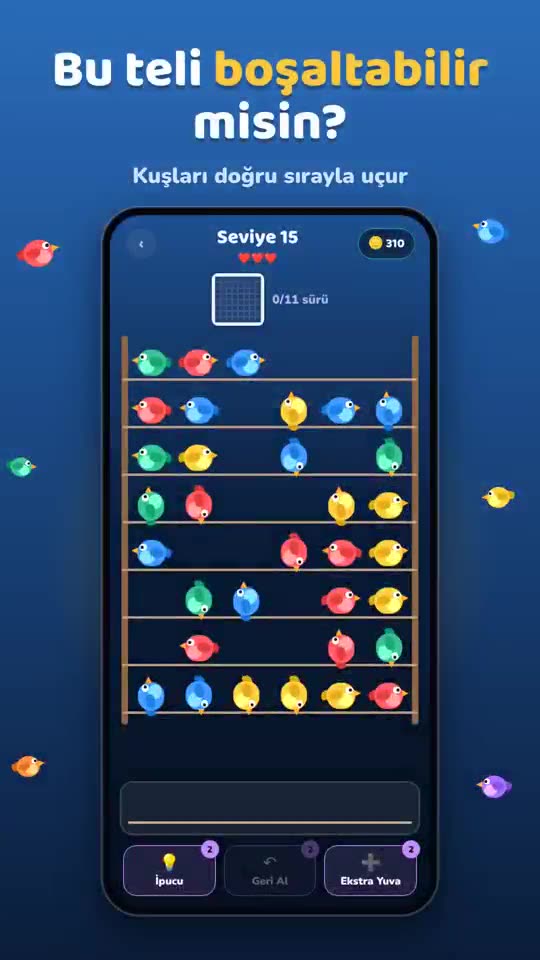 Bu teli boşaltabilir
misin?
Kuşları doğru sırayla uçur
‹ Seviye 15 310
0/11 sürü
2 2 2
İpucu Geri Al Ekstra Yuva